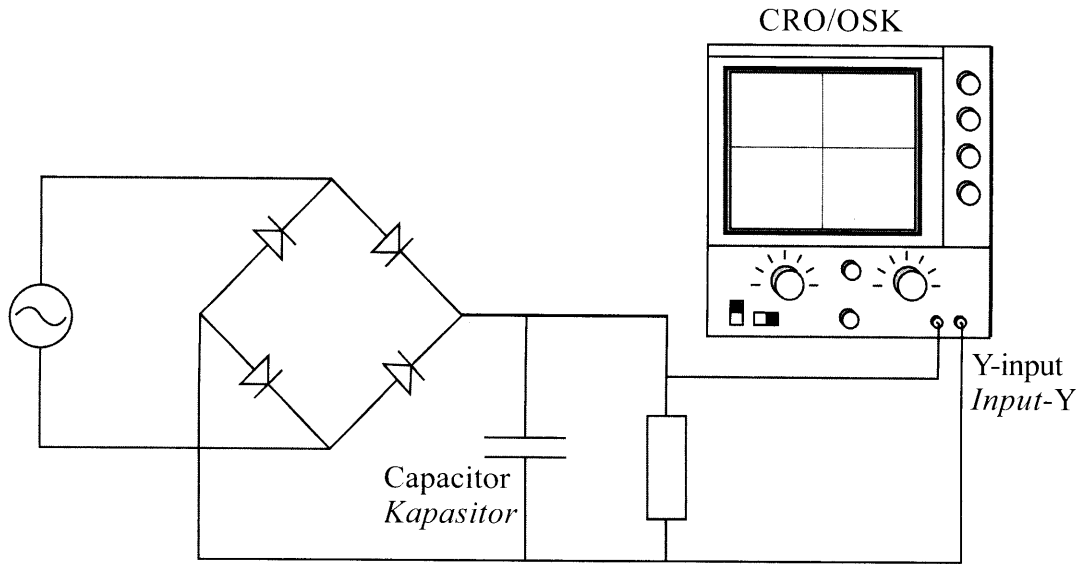 CRO/OSK
Y-input
Input-Y
Capacitor
Kapasitor